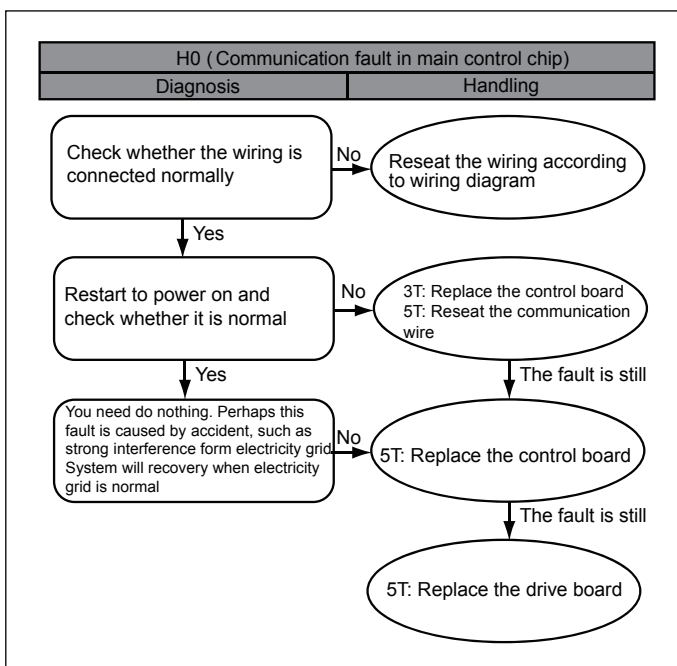 H0 ( Communication fault in main control chip)
Diagnosis
Handling
Check whether the wiring is
connected normally
No
Reseat the wiring according
to wiring diagram
Yes
Restart to power on and
check whether it is normal
No
3T: Replace the control board
5T: Reseat the communication
wire
Yes
The fault is still
You need do nothing. Perhaps this
fault is caused by accident, such as
strong interference form electricity grid
System will recovery when electricity
grid is normal
No
5T: Replace the control board
The fault is still
5T: Replace the drive board